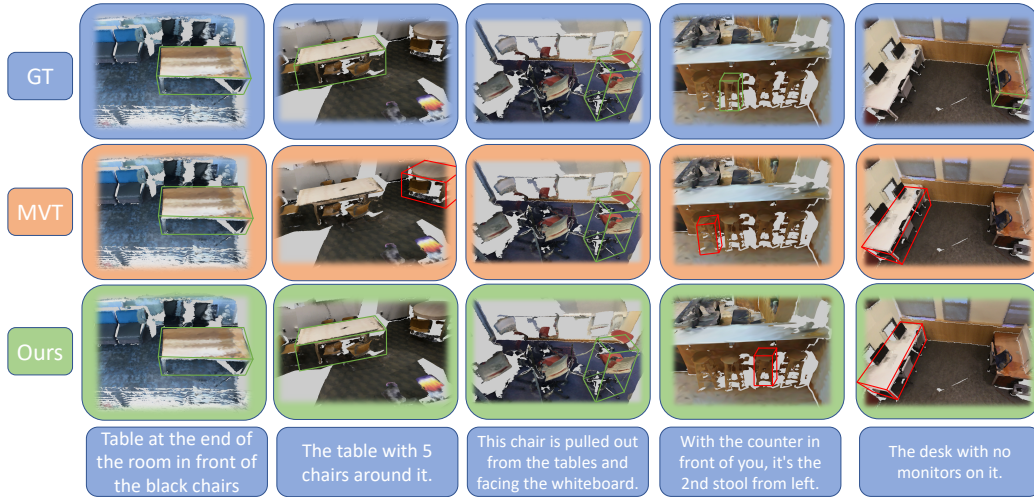 GT
MVT
Ours
Table at the end of
the room in front of
the black chairs
The table with 5
chairs around it.
This chair is pulled out
from the tables and
facing the whiteboard.
With the counter in
front of you, it's the
2nd stool from left.
The desk with no
monitors on it.